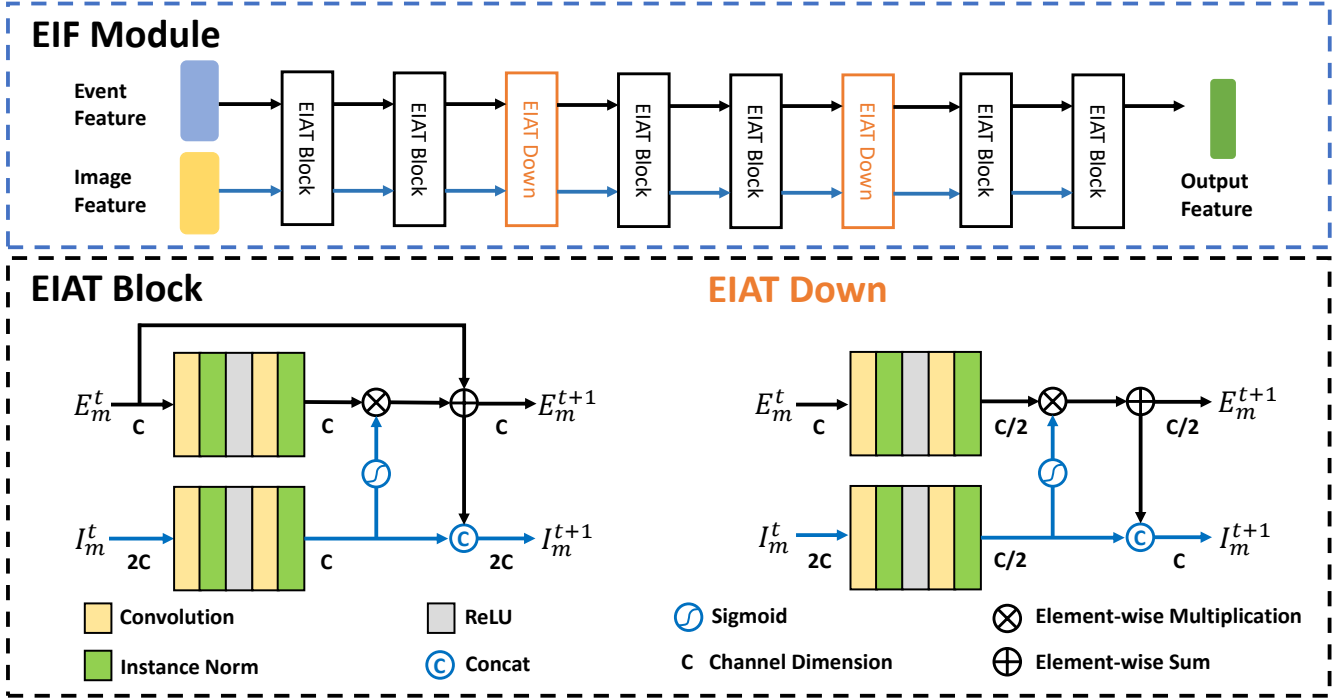 EIF Module
Event
Feature
Image
Feature
EIAT Block
EIAT Block
EIAT Down
EIAT Block
EIAT Block
EIAT Down
EIAT Block
EIAT Block
Output
Feature
EIAT Block
E_m^t
C
C
C
E_m^{t+1}
I_m^t
2C
C
C
2C
I_m^{t+1}
EIAT Down
E_m^t
C
C/2
C/2
E_m^{t+1}
I_m^t
2C
C/2
C
C
I_m^{t+1}
Convolution
ReLU
Sigmoid
Element-wise Multiplication
Instance Norm
C Concat
C Channel Dimension
Element-wise Sum